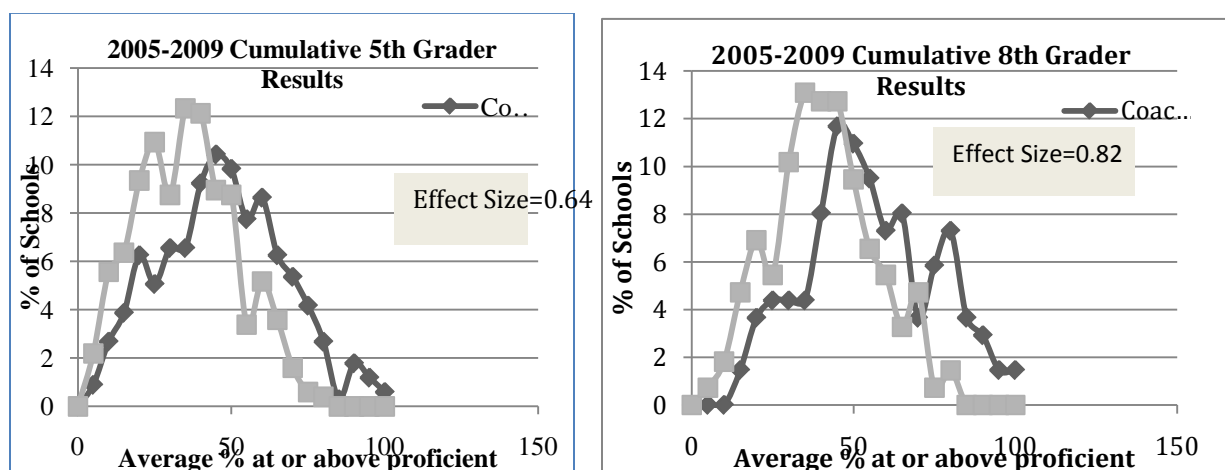 2005-2009 Cumulative 5th Grader
Results
14
12
10
8
6
4
2
0
% of Schools
Co..
Effect Size=0.64
0
50
100
150
Average % at or above proficient
2005-2009 Cumulative 8th Grader
Results
14
12
10
8
6
4
2
0
% of Schools
Coac...
Effect Size=0.82
0
50
100
150
Average % at or above proficient